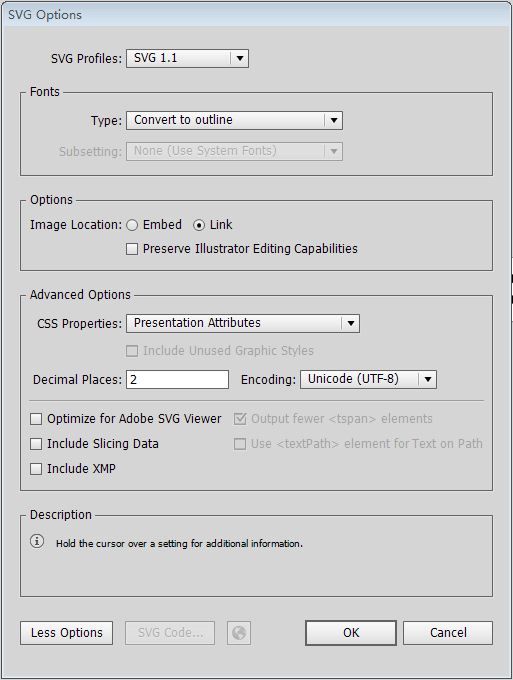 SVG Options
SVG Profiles: SVG 1.1
Fonts
Type: Convert to outline
Subsetting: None (Use System Fonts)
Options
Image Location: Embed Link
Preserve Illustrator Editing Capabilities
Advanced Options
CSS Properties: Presentation Attributes
Include Unused Graphic Styles
Decimal Places: 2 Encoding: Unicode (UTF-8)
Optimize for Adobe SVG Viewer Output fewer <tspan> elements
Include Slicing Data Use <textPath> element for Text on Path
Include XMP
Description
Hold the cursor over a setting for additional information.
Less Options SVG Code... OK Cancel